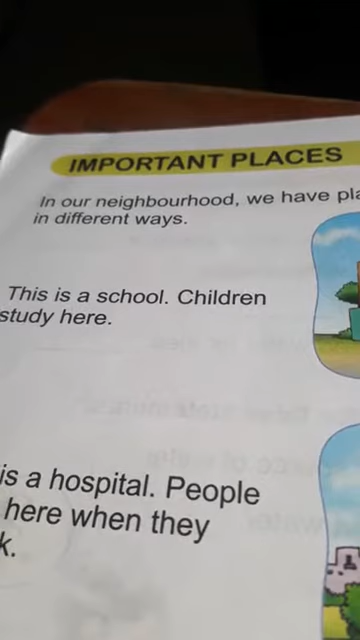 IMPORTANT PLACES
In our neighbourhood, we have
in different ways.
This is a school. Children
study here.
is a hospital. People
here when they